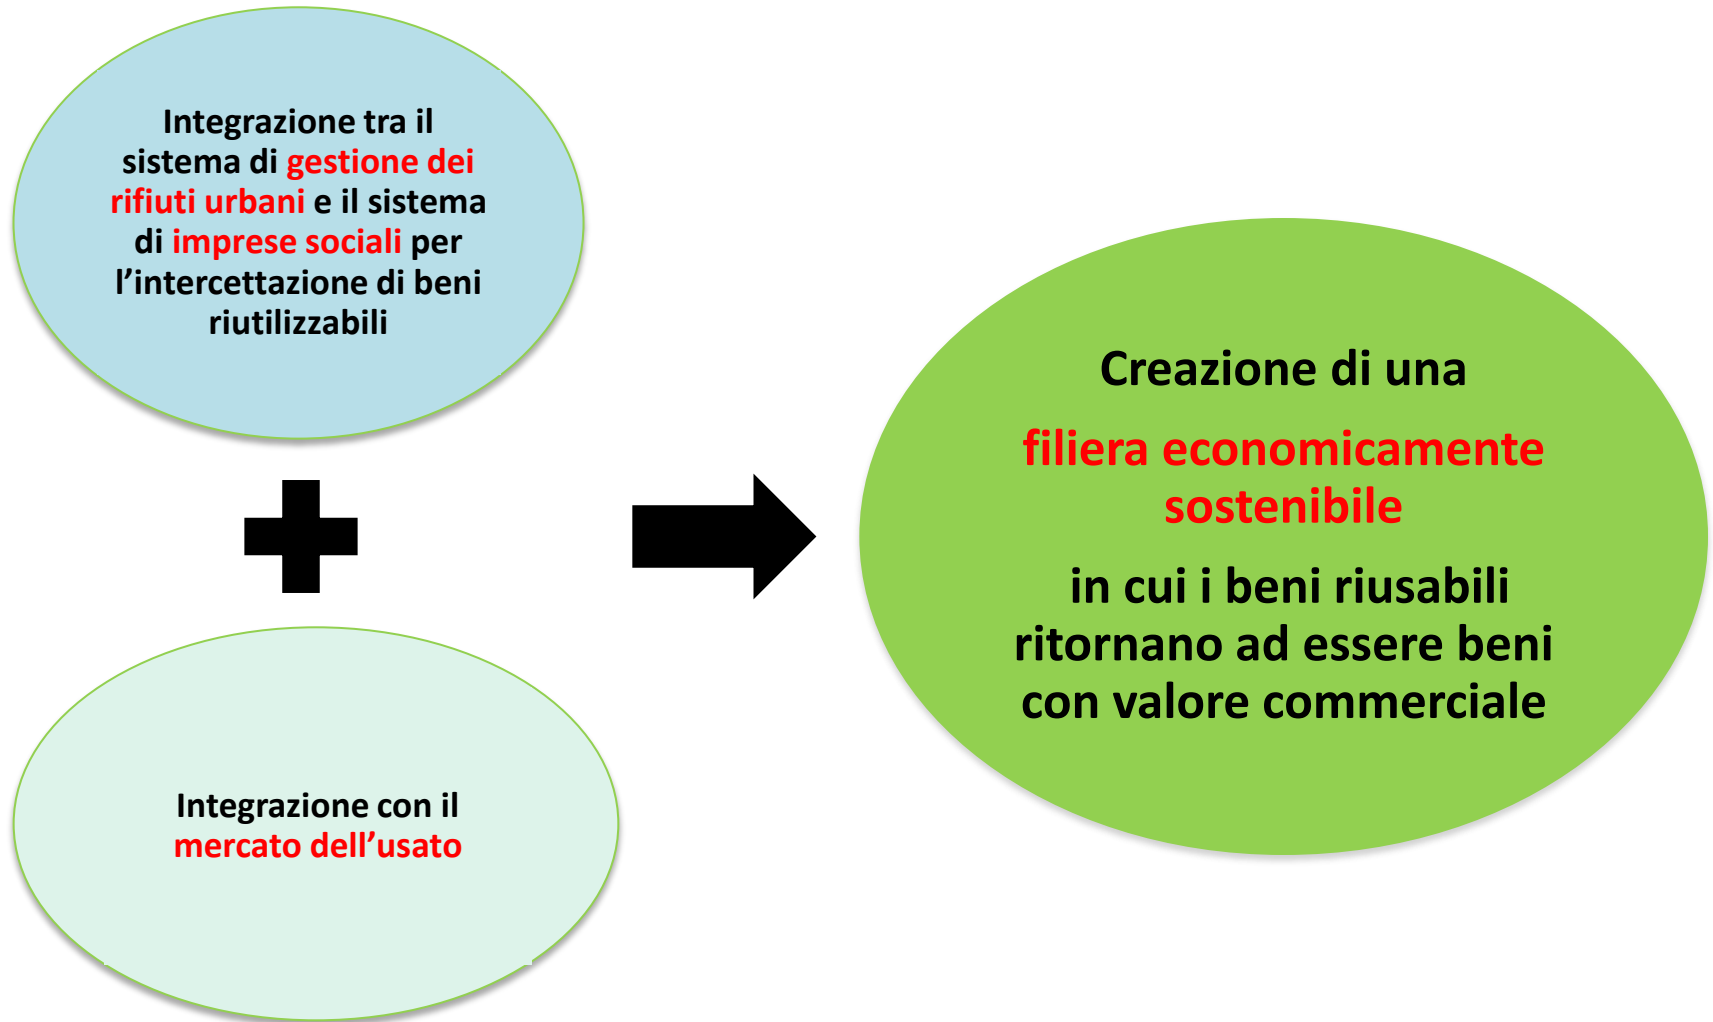 Integrazione tra il
sistema di gestione dei
rifiuti urbani e il sistema
di imprese sociali per
l’intercettazione di beni
riutilizzabili
Integrazione con il
mercato dell’usato
Creazione di una
filiera economicamente
sostenibile
in cui i beni riusabili
ritornano ad essere beni
con valore commerciale